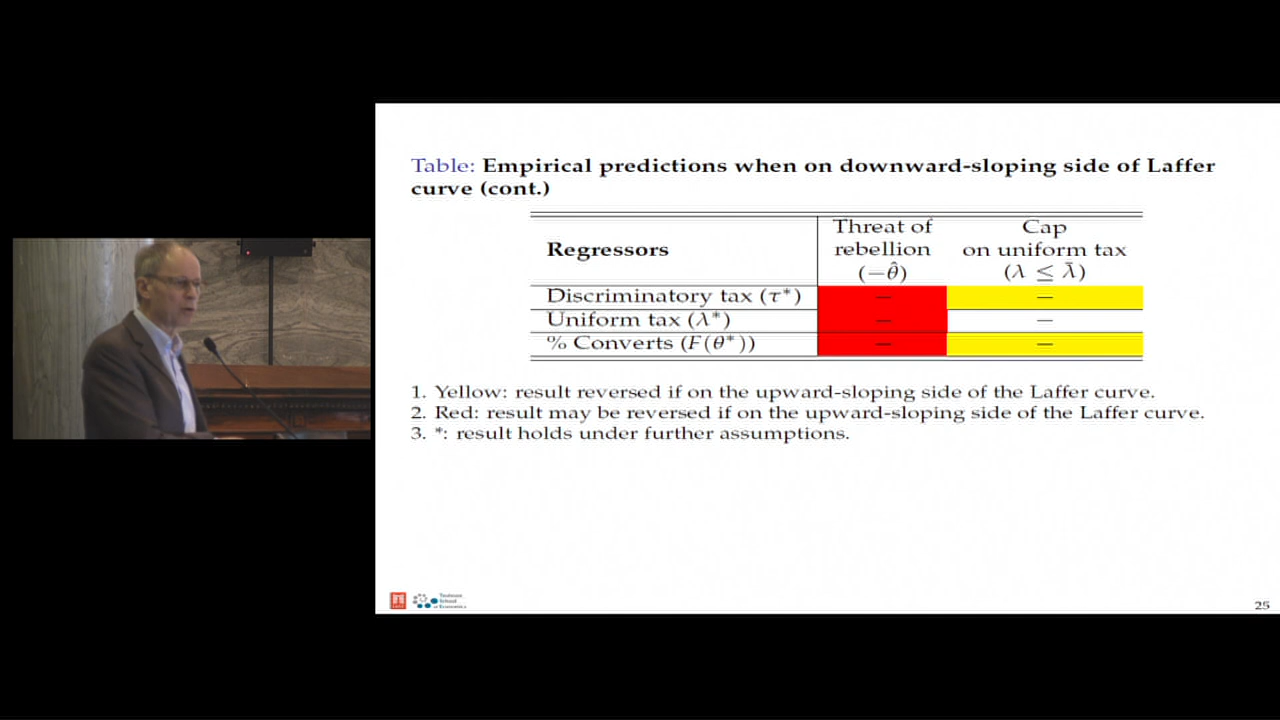 Table: Empirical predictions when on downward-sloping side of Laffer
curve (cont.)
Regressors
Threat of
rebellion
(−θ̂)
Cap
on uniform tax
(λ ≤ λ̄)
Discriminatory tax (τ*) — —
Uniform tax (λ*) — —
% Converts (F(θ*)) — —
1. Yellow: result reversed if on the upward-sloping side of the Laffer curve.
2. Red: result may be reversed if on the upward-sloping side of the Laffer curve.
3. *: result holds under further assumptions.
Toulouse
School
of Economics
25